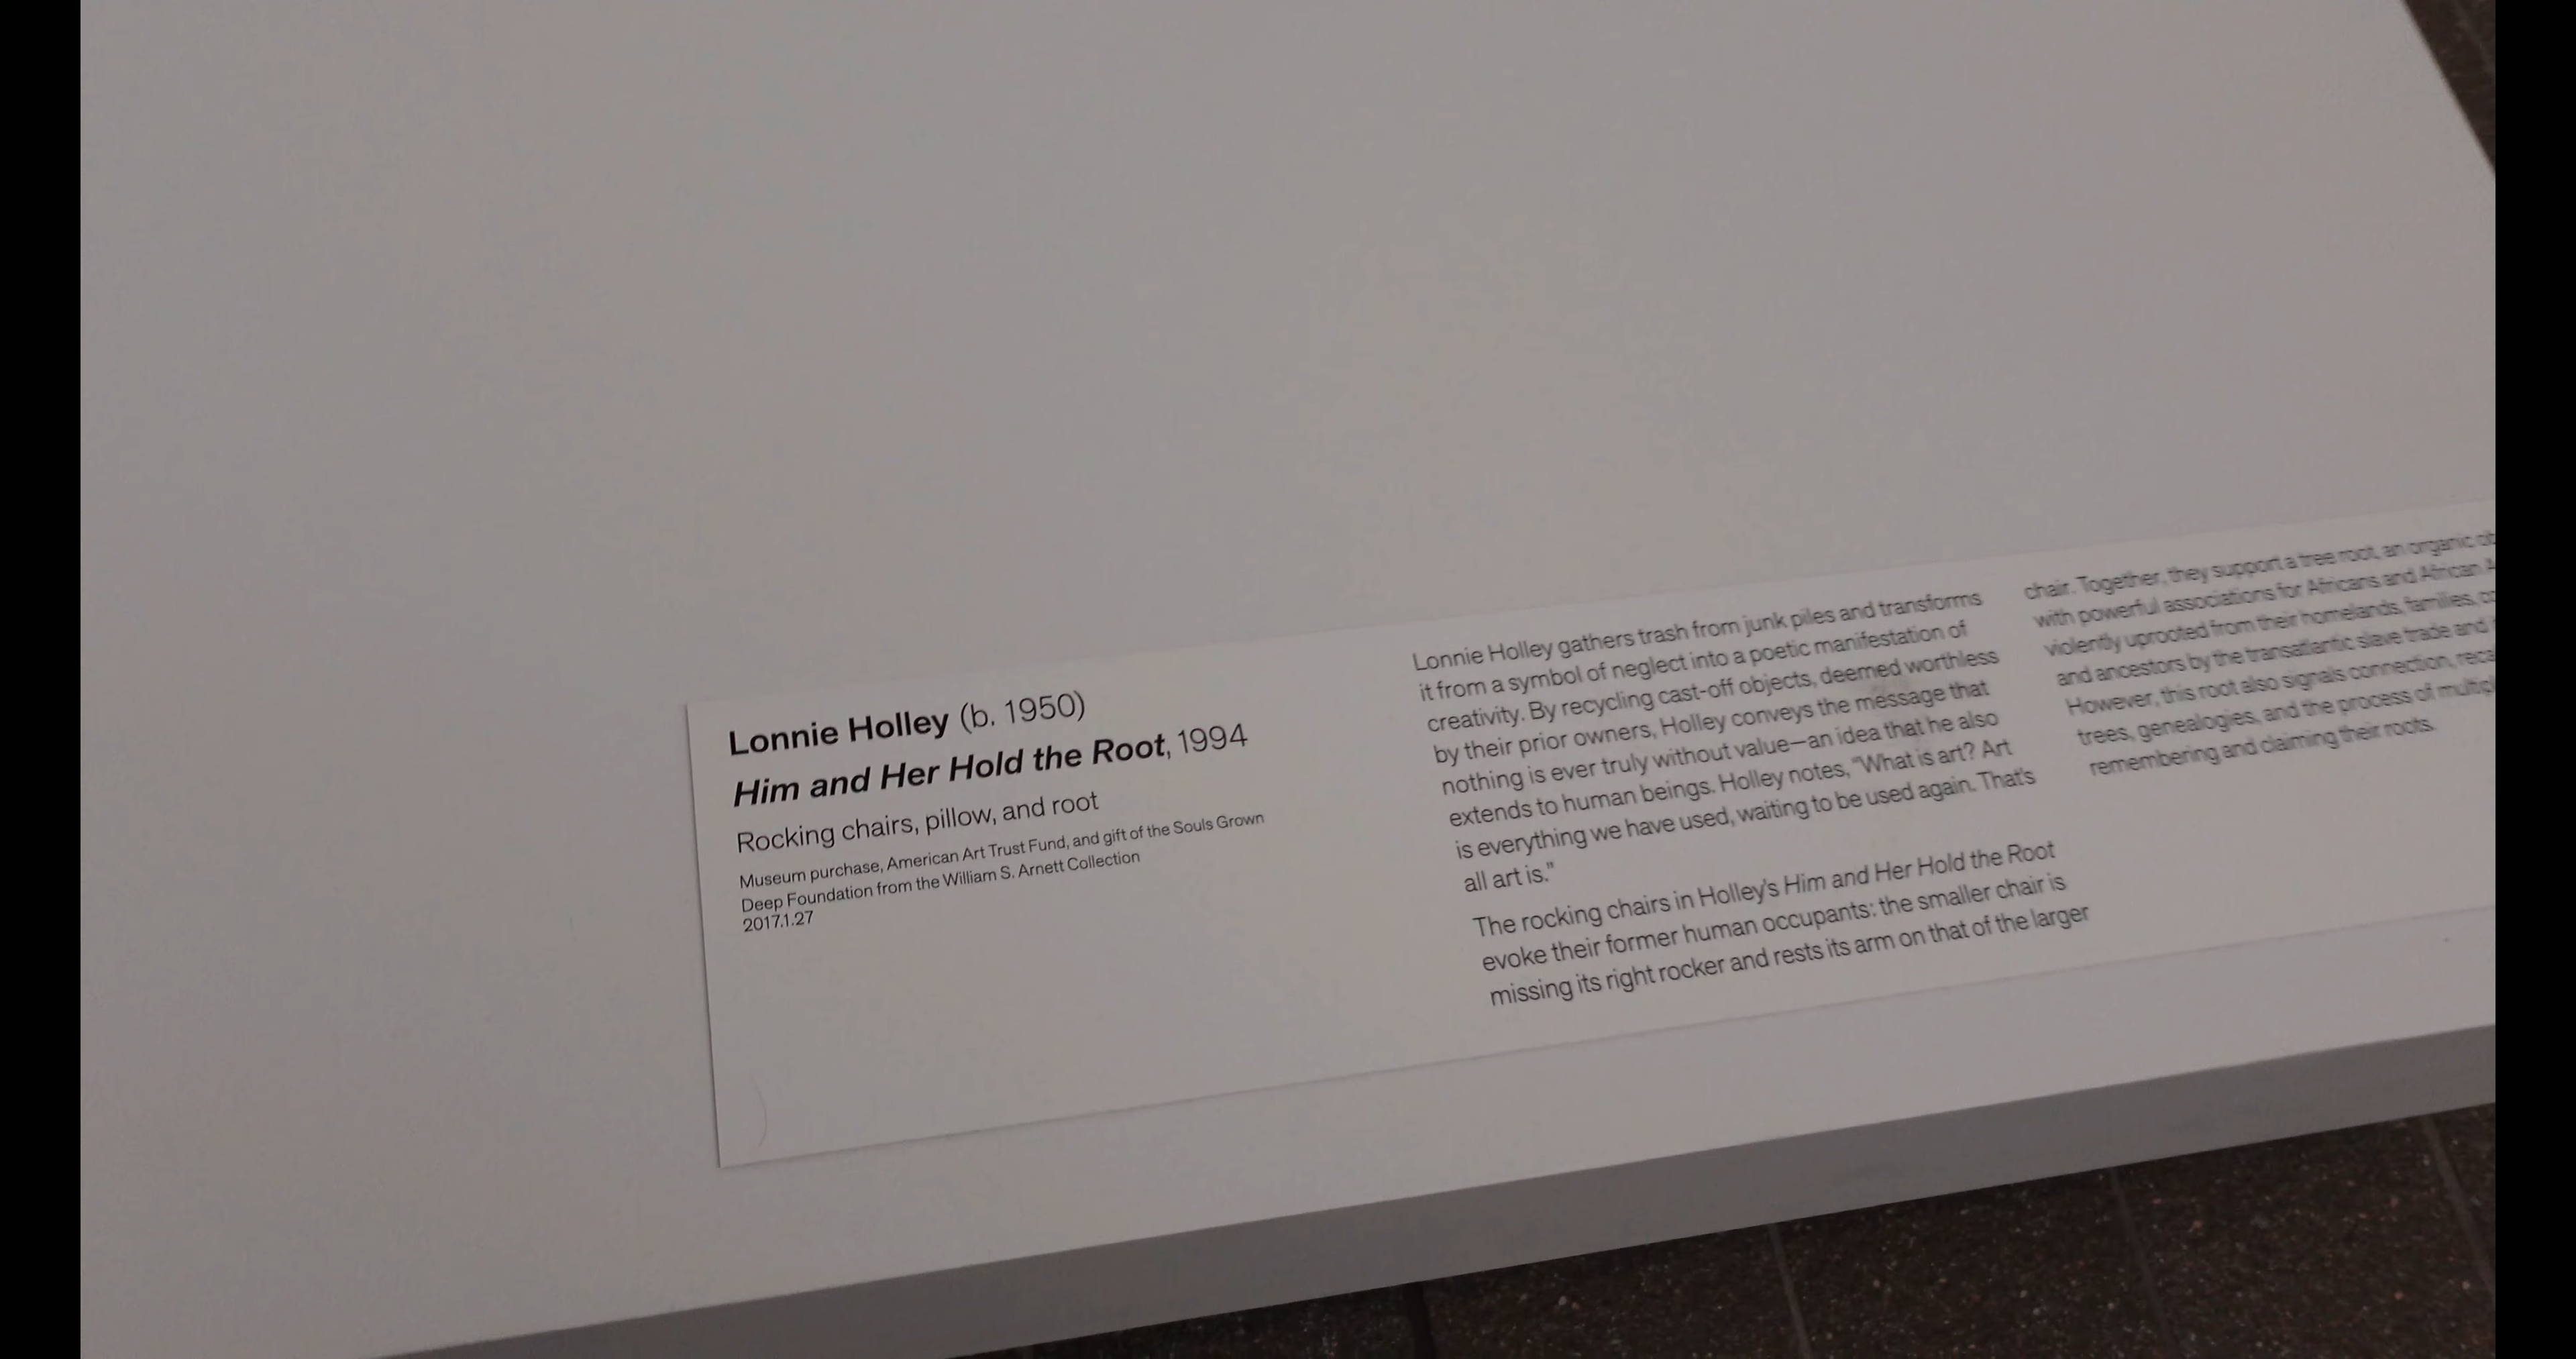 Lonnie Holley (b. 1950)
Him and Her Hold the Root, 1994
Rocking chairs, pillow, and root
Museum purchase, American Art Trust Fund, and gift of the Souls Grown
Deep Foundation from the William S. Arnett Collection
2017.1.27
Lonnie Holley gathers trash from junk piles and transforms
it from a symbol of neglect into a poetic manifestation of
creativity. By recycling cast-off objects, deemed worthless
by their prior owners, Holley conveys the message that
nothing is ever truly without value—an idea that he also
extends to human beings. Holley notes, "What is art? Art
is everything we have used, waiting to be used again. That's
all art is."
The rocking chairs in Holley's Him and Her Hold the Root
evoke their former human occupants: the smaller chair is
missing its right rocker and rests its arm on that of the larger
chair. Together, they support a tree root, an organic
with powerful associations for Africans and African
violently uprooted from their homelands, families,
and ancestors by the transatlantic slave trade and
However, this root also signals connection,
trees, genealogies, and the process of
remembering and claiming their roots.